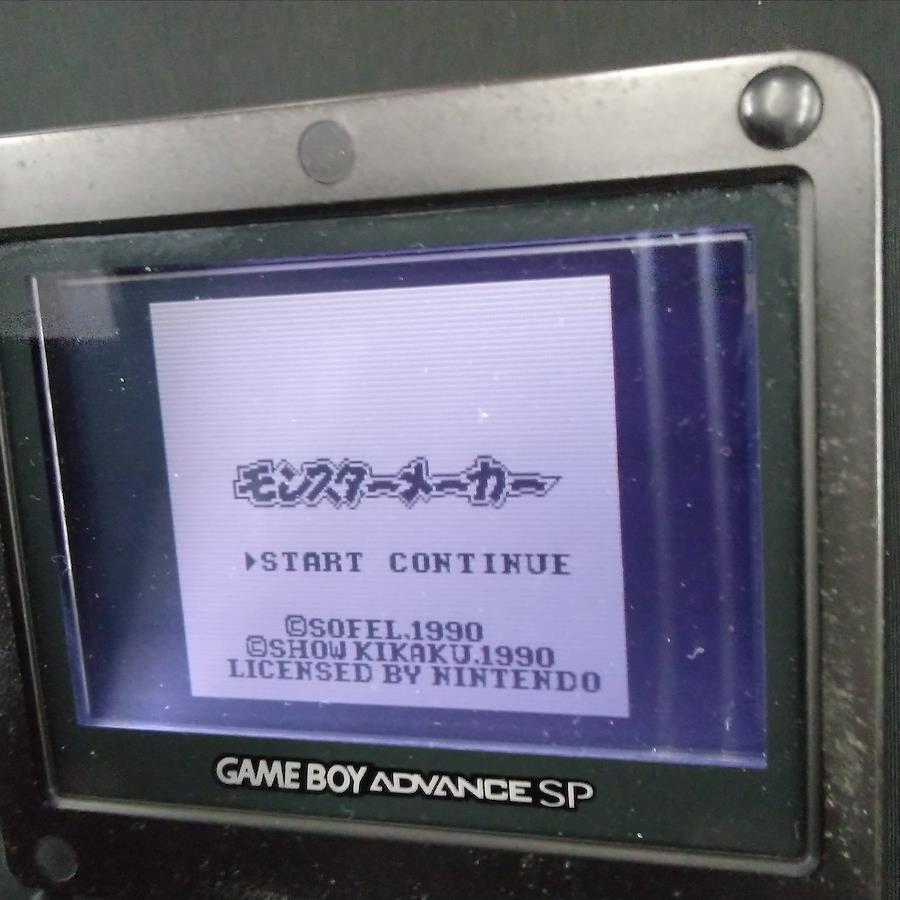 モンスターメーカー
▶START CONTINUE
©SOFEL.1990
©SHOW KIKAKU.1990
LICENSED BY NINTENDO
GAME BOY ADVANCE SP